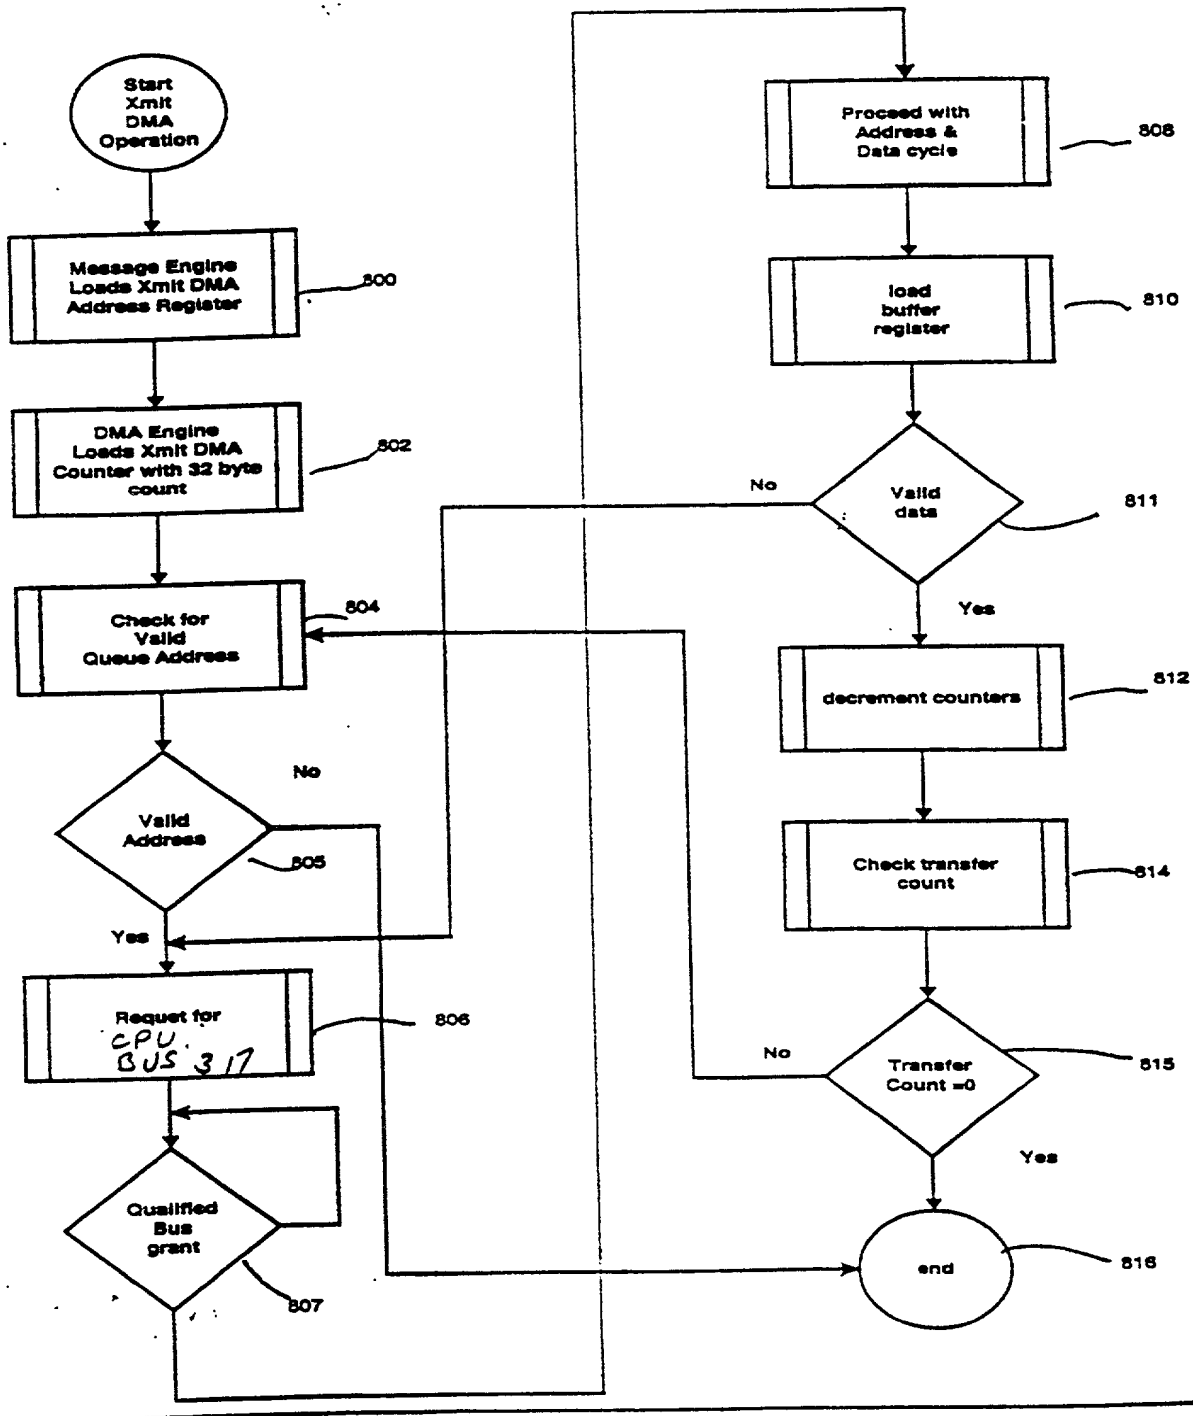 Start
Xmit
DMA
Operation
Message Engine
Loads Xmit DMA
Address Register
800
DMA Engine
Loads Xmit DMA
Counter with 32 byte
count
802
Check for
Valid
Queue Address
804
Valid
Address
805
No
Yes
Requet for
CPU
BUS 317
806
Qualified
Bus
grant
807
Proceed with
Address &
Data cycle
808
load
buffer
register
810
Valid
data
811
No
Yes
decrement counters
812
Check transfer
count
814
Transfer
Count =0
815
No
Yes
end
816